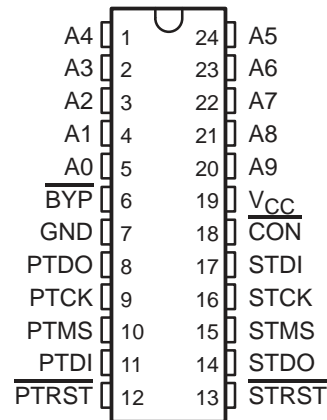 A4 1 24 A5
A3 2 23 A6
A2 3 22 A7
A1 4 21 A8
A0 5 20 A9
BYP 6 19 VCC
GND 7 18 CON
PTDO 8 17 STDI
PTCK 9 16 STCK
PTMS 10 15 STMS
PTDI 11 14 STDO
PTRST 12 13 STRST